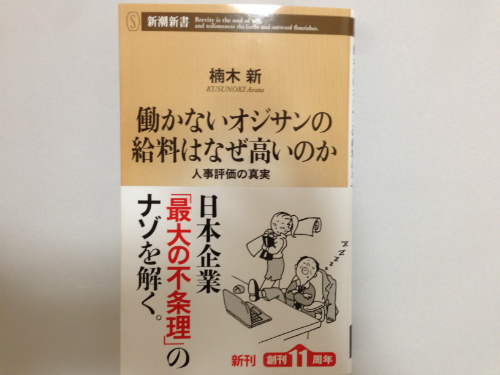 S 新潮新書
Brevity is the soul of wit,
and tediousness the limbs and outward flourishes.
楠木 新
KUSUNOKI Arata
働かないオジサンの
給料はなぜ高いのか
人事評価の真実
日本企業
「最大の不条理」の
ナゾを解く。
zzzz
新刊
創刊11周年